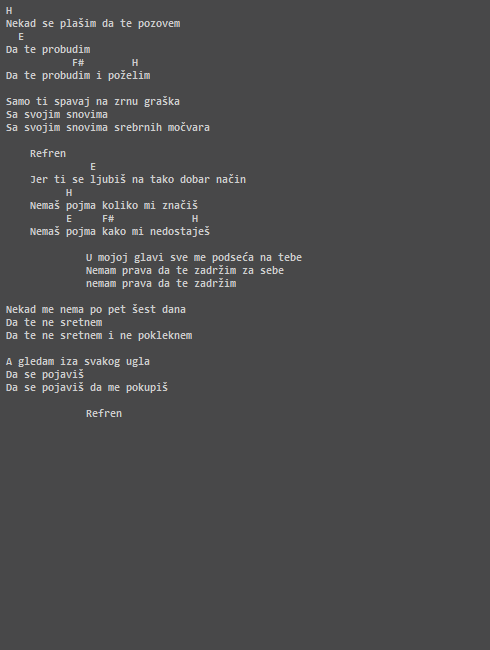 H
Nekad se plašim da te pozovem
E
Da te probudim
F# H
Da te probudim i poželim
Samo ti spavaj na zrnu graška
Sa svojim snovima
Sa svojim snovima srebrnih močvara
Refren
E
Jer ti se ljubiš na tako dobar način
H
Nemaš pojma koliko mi značiš
E F# H
Nemaš pojma kako mi nedostaješ
U mojoj glavi sve me podseća na tebe
Nemam prava da te zadržim za sebe
nemam prava da te zadržim
Nekad me nema po pet šest dana
Da te ne sretnem
Da te ne sretnem i ne pokleknem
A gledam iza svakog ugla
Da se pojaviš
Da se pojaviš da me pokupiš
Refren